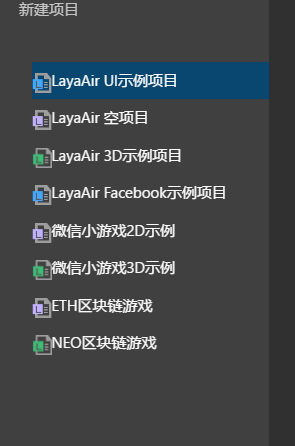 新建项目
LayaAir UI示例项目
LayaAir 空项目
LayaAir 3D示例项目
LayaAir Facebook示例项目
微信小游戏2D示例
微信小游戏3D示例
ETH区块链游戏
NEO区块链游戏